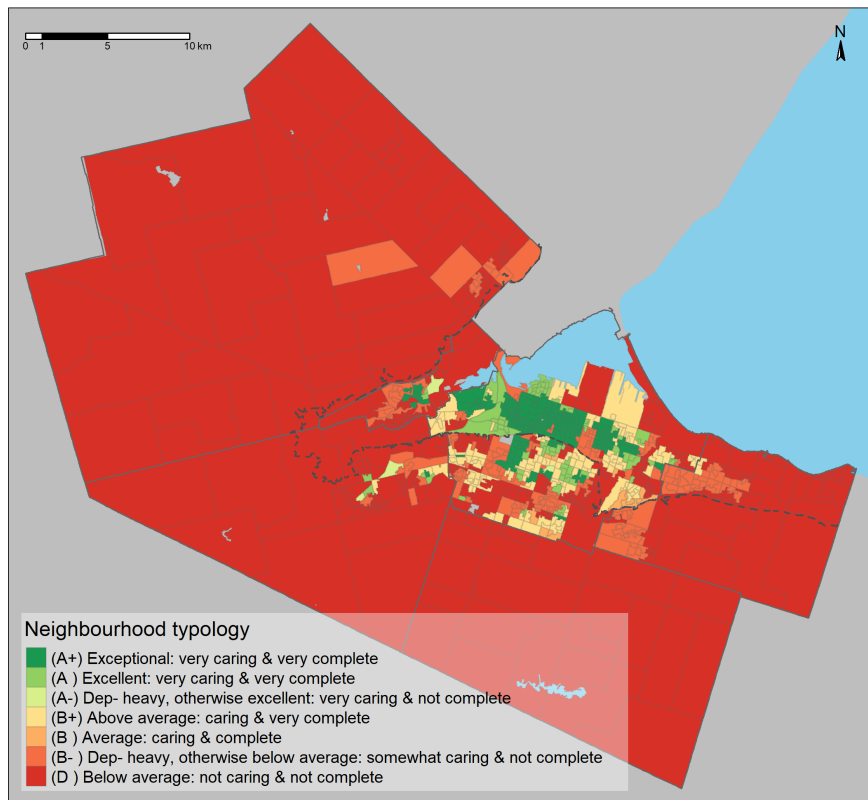 N
0 1 5 10 km
Neighbourhood typology
(A+) Exceptional: very caring & very complete
(A ) Excellent: very caring & very complete
(A-) Dep- heavy, otherwise excellent: very caring & not complete
(B+) Above average: caring & very complete
(B ) Average: caring & complete
(B- ) Dep- heavy, otherwise below average: somewhat caring & not complete
(D ) Below average: not caring & not complete